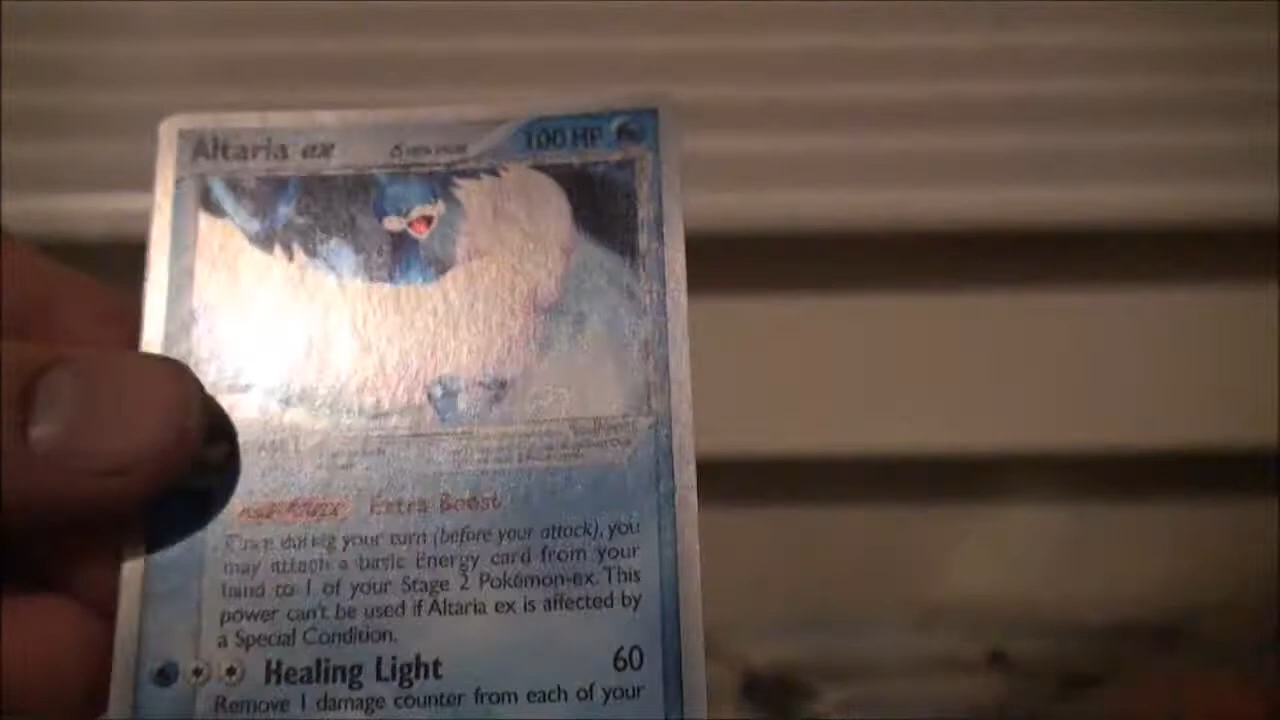 Altaria ex 100 HP
Extra Boost
Once during your turn (before your attack), you
may attach a basic Energy card from your
hand to 1 of your Stage 2 Pokémon-ex. This
power can't be used if Altaria ex is affected by
a Special Condition.
Healing Light 60
Remove 1 damage counter from each of your